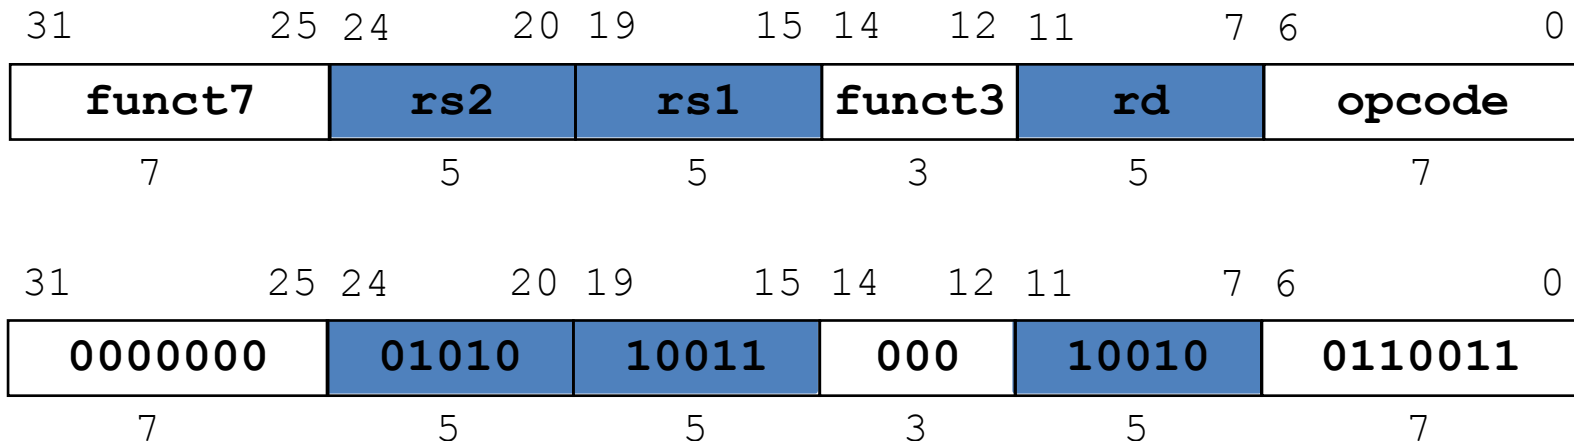 31 25 24 20 19 15 14 12 11 7 6 0
funct7 rs2 rs1 funct3 rd opcode
7 5 5 3 5 7
31 25 24 20 19 15 14 12 11 7 6 0
0000000 01010 10011 000 10010 0110011
7 5 5 3 5 7